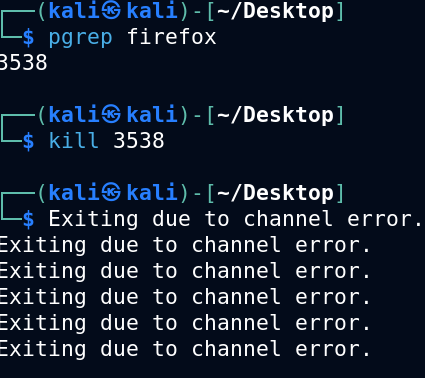 ┌──(kali㉿kali)-[~/Desktop]
└─$ pgrep firefox
3538
┌──(kali㉿kali)-[~/Desktop]
└─$ kill 3538
┌──(kali㉿kali)-[~/Desktop]
└─$ Exiting due to channel error.
Exiting due to channel error.
Exiting due to channel error.
Exiting due to channel error.
Exiting due to channel error.
Exiting due to channel error.